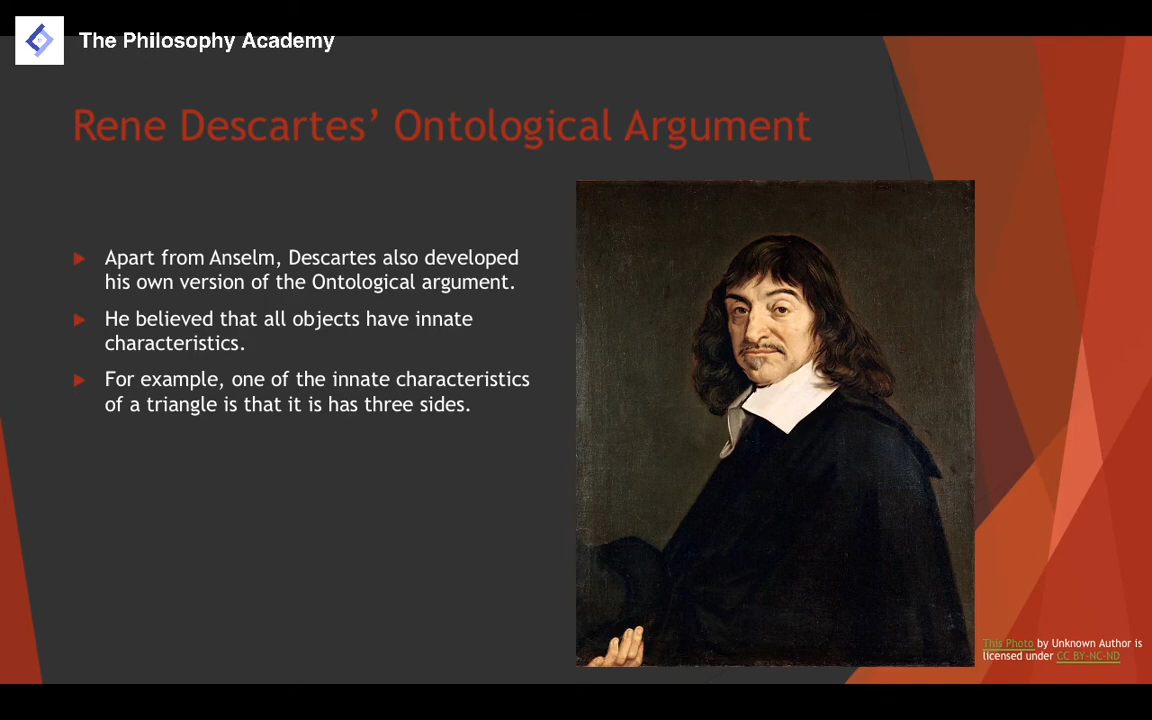 The Philosophy Academy
Rene Descartes’ Ontological Argument
Apart from Anselm, Descartes also developed
his own version of the Ontological argument.
He believed that all objects have innate
characteristics.
For example, one of the innate characteristics
of a triangle is that it is has three sides.
This Photo by Unknown Author is
licensed under CC BY-NC-ND